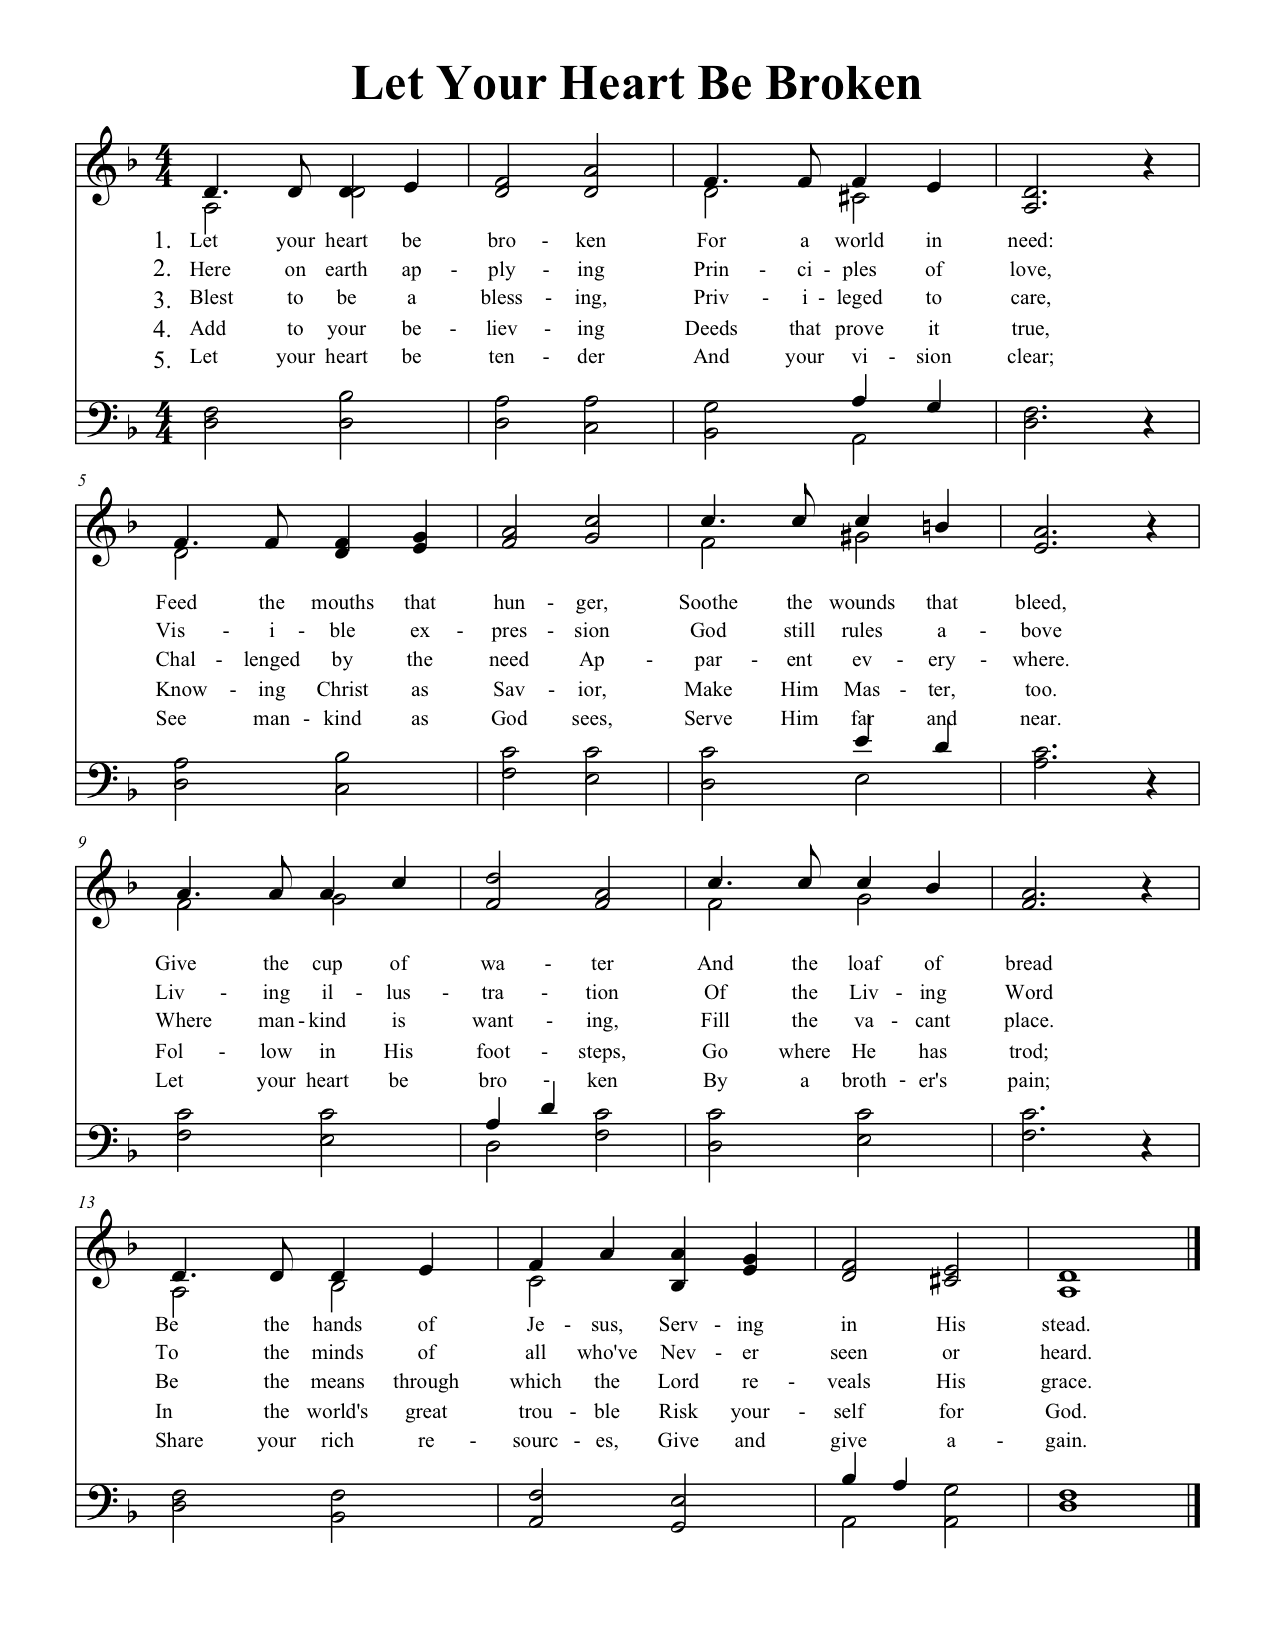 Let Your Heart Be Broken
4 4
1. Let your heart be bro - ken For a world in need:
2. Here on earth ap - ply - ing Prin - ci - ples of love,
3. Blest to be a bless - ing, Priv - i - leged to care,
4. Add to your be - liev - ing Deeds that prove it true,
5. Let your heart be ten - der And your vi - sion clear;
4 4
5
Feed the mouths that hun - ger, Soothe the wounds that bleed,
Vis - i - ble ex - pres - sion God still rules a - bove
Chal - lenged by the need Ap - par - ent ev - ery - where.
Know - ing Christ as Sav - ior, Make Him Mas - ter, too.
See man - kind as God sees, Serve Him far and near.
9
Give the cup of wa - ter And the loaf of bread
Liv - ing il - lus - tra - tion Of the Liv - ing Word
Where man - kind is want - ing, Fill the va - cant place.
Fol - low in His foot - steps, Go where He has trod;
Let your heart be bro - ken By a broth - er's pain;
13
Be the hands of Je - sus, Serv - ing in His stead.
To the minds of all who've Nev - er seen or heard.
Be the means through which the Lord re - veals His grace.
In the world's great trou - ble Risk your - self for God.
Share your rich re - sourc - es, Give and give a - gain.